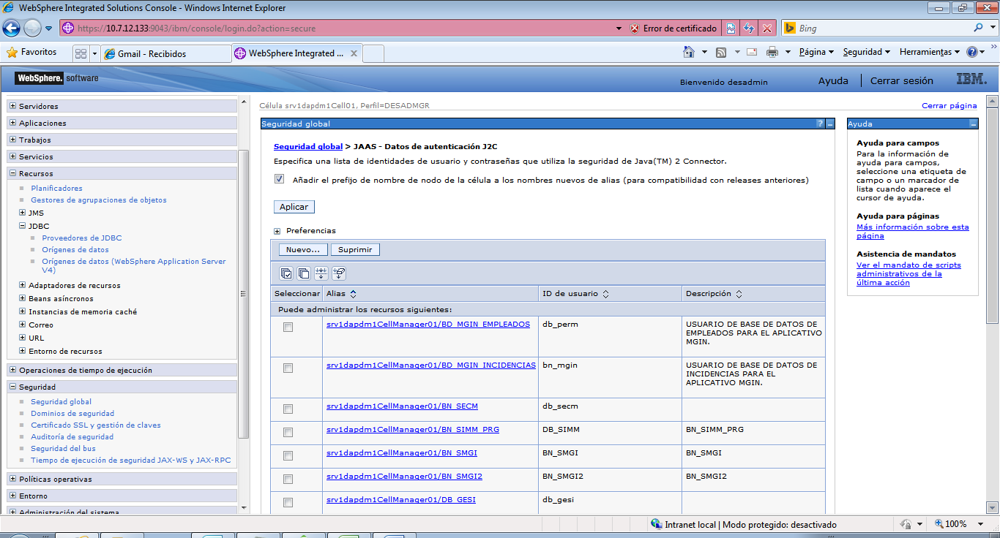 WebSphere Integrated Solutions Console - Windows Internet Explorer
https://10.7.12.133:9043/ibm/console/login.do?action=secure
Error de certificado
Bing
Favoritos
Gmail - Recibidos
WebSphere Integrated ...
Página
Seguridad
Herramientas
WebSphere. software
Bienvenido desadmin
Ayuda
Cerrar sesión
IBM.
Servidores
Aplicaciones
Trabajos
Servicios
Recursos
Planificadores
Gestores de agrupaciones de objetos
JMS
JDBC
Proveedores de JDBC
Orígenes de datos
Orígenes de datos (WebSphere Application Server
V4)
Adaptadores de recursos
Beans asíncronos
Instancias de memoria caché
Correo
URL
Entorno de recursos
Operaciones de tiempo de ejecución
Seguridad
Seguridad global
Dominios de seguridad
Certificado SSL y gestión de claves
Auditoría de seguridad
Seguridad del bus
Tiempo de ejecución de seguridad JAX-WS y JAX-RPC
Políticas operativas
Entorno
Administración del sistema
Célula srv1dapdm1Cell01, Perfil=DESADMGR
Cerrar página
Seguridad global
?
Seguridad global > JAAS - Datos de autenticación J2C
Especifica una lista de identidades de usuario y contraseñas que utiliza la seguridad de Java(TM) 2 Connector.
Añadir el prefijo de nombre de nodo de la célula a los nombres nuevos de alias (para compatibilidad con releases anteriores)
Aplicar
Preferencias
Nuevo...
Suprimir
Seleccionar
Alias
ID de usuario
Descripción
Puede administrar los recursos siguientes:
srv1dapdm1CellManager01/BD_MGIN_EMPLEADOS
db_perm
USUARIO DE BASE DE DATOS DE
EMPLEADOS PARA EL APLICATIVO
MGIN.
srv1dapdm1CellManager01/BD_MGIN_INCIDENCIAS
bn_mgin
USUARIO DE BASE DE DATOS DE
INCIDENCIAS PARA EL
APLICATIVO MGIN.
srv1dapdm1CellManager01/BN_SECM
db_secm
srv1dapdm1CellManager01/BN_SIMM_PRG
DB_SIMM
BN_SIMM_PRG
srv1dapdm1CellManager01/BN_SMGI
BN_SMGI
BN_SMGI
srv1dapdm1CellManager01/BN_SMGI2
BN_SMGI2
BN_SMGI2
srv1dapdm1CellManager01/DB_GESI
db_gesi
Ayuda
Ayuda para campos
Para la información de
ayuda para campos,
seleccione una etiqueta de
campo o un marcador de
lista cuando aparece el
cursor de ayuda.
Ayuda para páginas
Más información sobre esta
página
Asistencia de mandatos
Ver el mandato de scripts
administrativos de la
última acción
Intranet local | Modo protegido: desactivado
100%